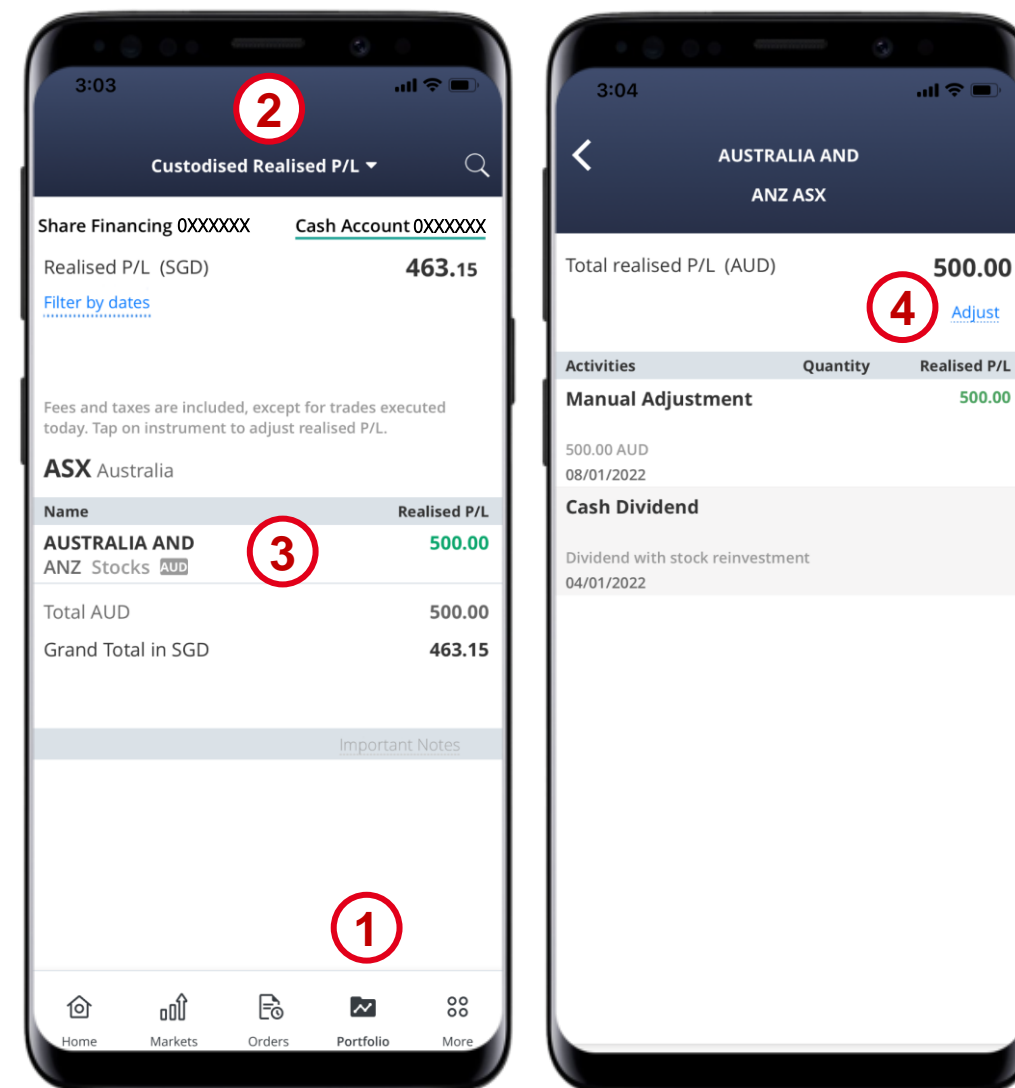 3:03
2
Custodised Realised P/L
Share Financing 0XXXXXX Cash Account 0XXXXXX
Realised P/L (SGD) 463.15
Filter by dates
Fees and taxes are included, except for trades executed
today. Tap on instrument to adjust realised P/L.
ASX Australia
Name Realised P/L
AUSTRALIA AND 500.00
3
ANZ Stocks AUD
Total AUD 500.00
Grand Total in SGD 463.15
Important Notes
1
Home Markets Orders Portfolio More
3:04
AUSTRALIA AND
ANZ ASX
Total realised P/L (AUD) 500.00
4 Adjust
Activities Quantity Realised P/L
Manual Adjustment 500.00
500.00 AUD
08/01/2022
Cash Dividend
Dividend with stock reinvestment
04/01/2022